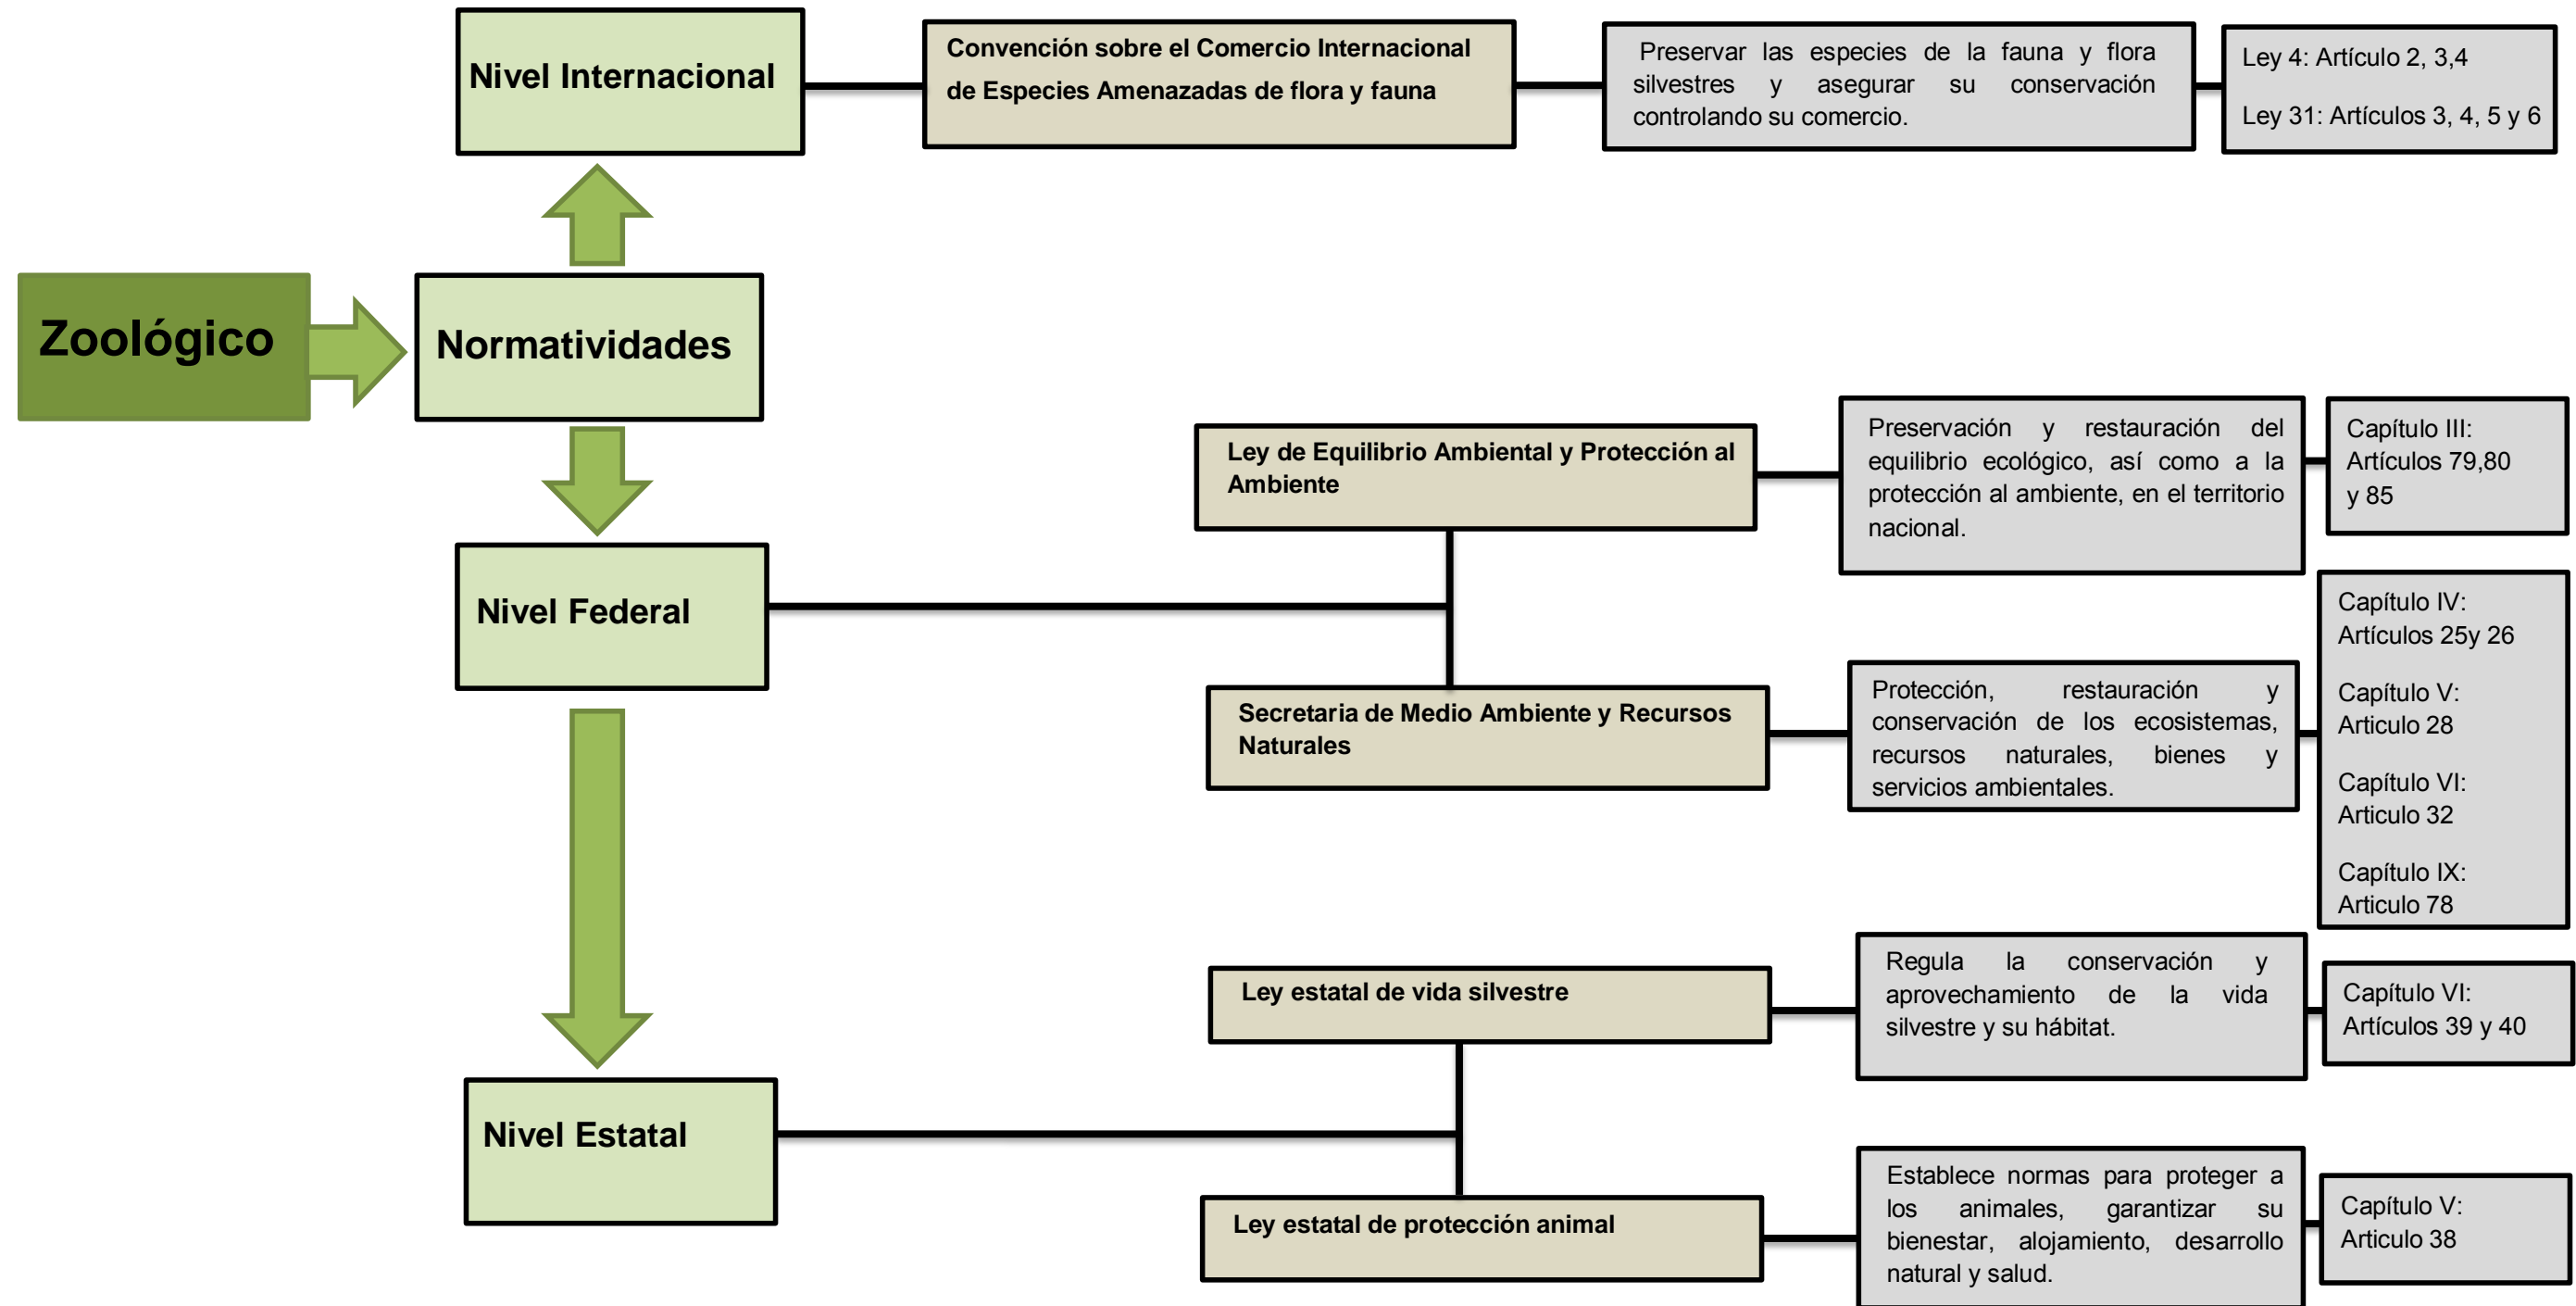 Nivel Internacional
Convención sobre el Comercio Internacional
de Especies Amenazadas de flora y fauna
Preservar las especies de la fauna y flora
silvestres y asegurar su conservación
controlando su comercio.
Ley 4: Artículo 2, 3,4
Ley 31: Artículos 3, 4, 5 y 6
Zoológico
Normatividades
Nivel Federal
Ley de Equilibrio Ambiental y Protección al
Ambiente
Preservación y restauración del
equilibrio ecológico, así como a la
protección al ambiente, en el territorio
nacional.
Capítulo III:
Artículos 79,80
y 85
Secretaria de Medio Ambiente y Recursos
Naturales
Protección, restauración y
conservación de los ecosistemas,
recursos naturales, bienes y
servicios ambientales.
Capítulo IV:
Artículos 25y 26
Capítulo V:
Articulo 28
Capítulo VI:
Articulo 32
Capítulo IX:
Articulo 78
Nivel Estatal
Ley estatal de vida silvestre
Regula la conservación y
aprovechamiento de la vida
silvestre y su hábitat.
Capítulo VI:
Artículos 39 y 40
Ley estatal de protección animal
Establece normas para proteger a
los animales, garantizar su
bienestar, alojamiento, desarrollo
natural y salud.
Capítulo V:
Articulo 38